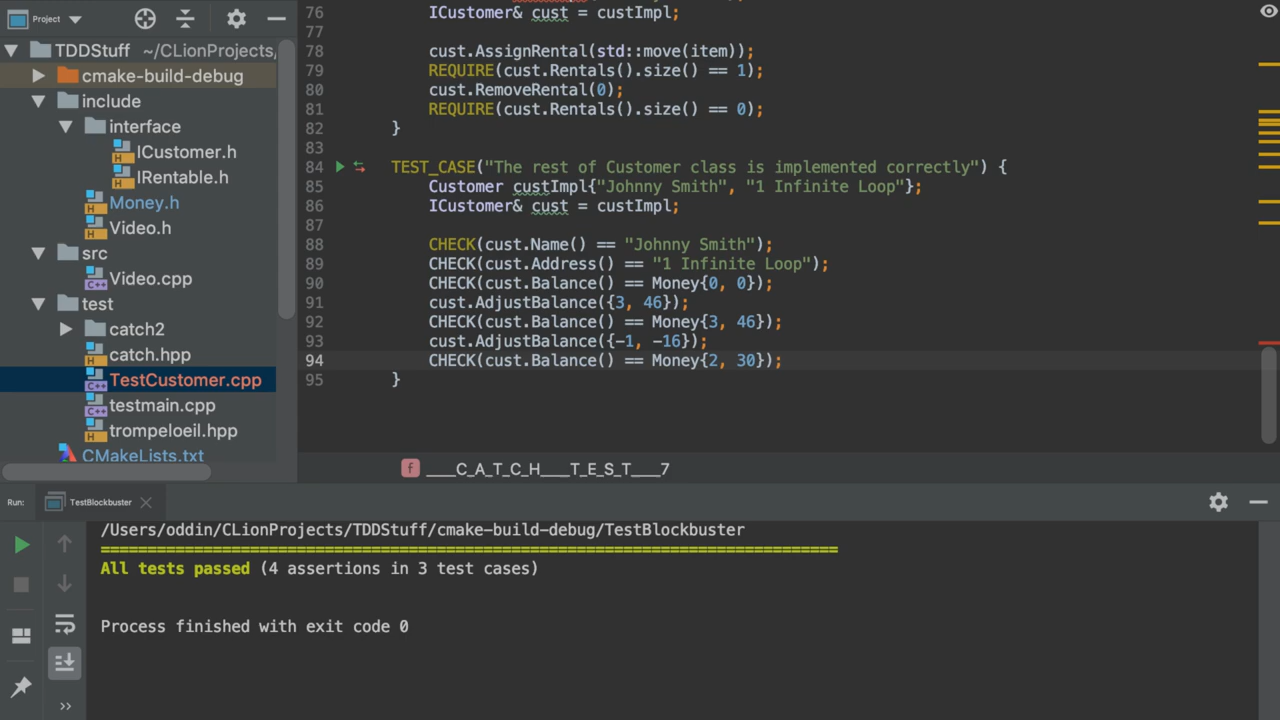 Project
TDDStuff ~/CLionProjects/
cmake-build-debug
include
interface
ICustomer.h
IRentable.h
Money.h
Video.h
src
Video.cpp
test
catch2
catch.hpp
TestCustomer.cpp
testmain.cpp
trompeloeil.hpp
CMakeLists.txt
76 ICustomer& cust = custImpl;
77
78 cust.AssignRental(std::move(item));
79 REQUIRE(cust.Rentals().size() == 1);
80 cust.RemoveRental(0);
81 REQUIRE(cust.Rentals().size() == 0);
82 }
83
84 TEST_CASE("The rest of Customer class is implemented correctly") {
85 Customer custImpl{"Johnny Smith", "1 Infinite Loop"};
86 ICustomer& cust = custImpl;
87
88 CHECK(cust.Name() == "Johnny Smith");
89 CHECK(cust.Address() == "1 Infinite Loop");
90 CHECK(cust.Balance() == Money{0, 0});
91 cust.AdjustBalance({3, 46});
92 CHECK(cust.Balance() == Money{3, 46});
93 cust.AdjustBalance({-1, -16});
94 CHECK(cust.Balance() == Money{2, 30});
95 }
f ____C_A_T_C_H____T_E_S_T____7
Run: TestBlockbuster
/Users/oddin/CLionProjects/TDDStuff/cmake-build-debug/TestBlockbuster
===============================================================================
All tests passed (4 assertions in 3 test cases)
Process finished with exit code 0